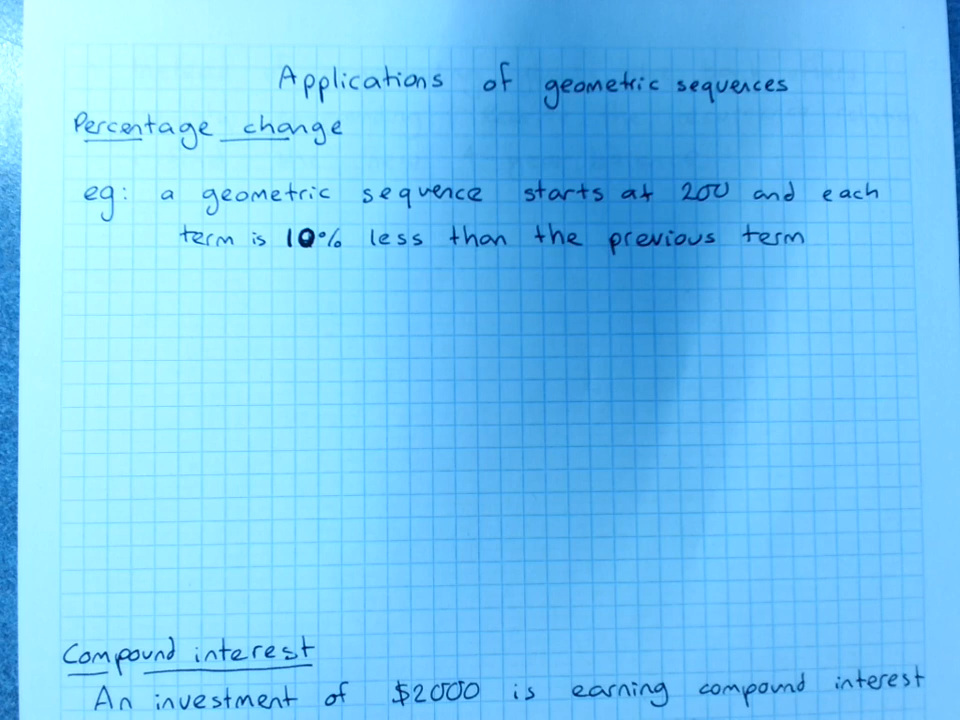 Applications of geometric sequences
Percentage change
eg: a geometric sequence starts at 200 and each
term is 10% less than the previous term
Compound interest
An investment of $2000 is earning compound interest